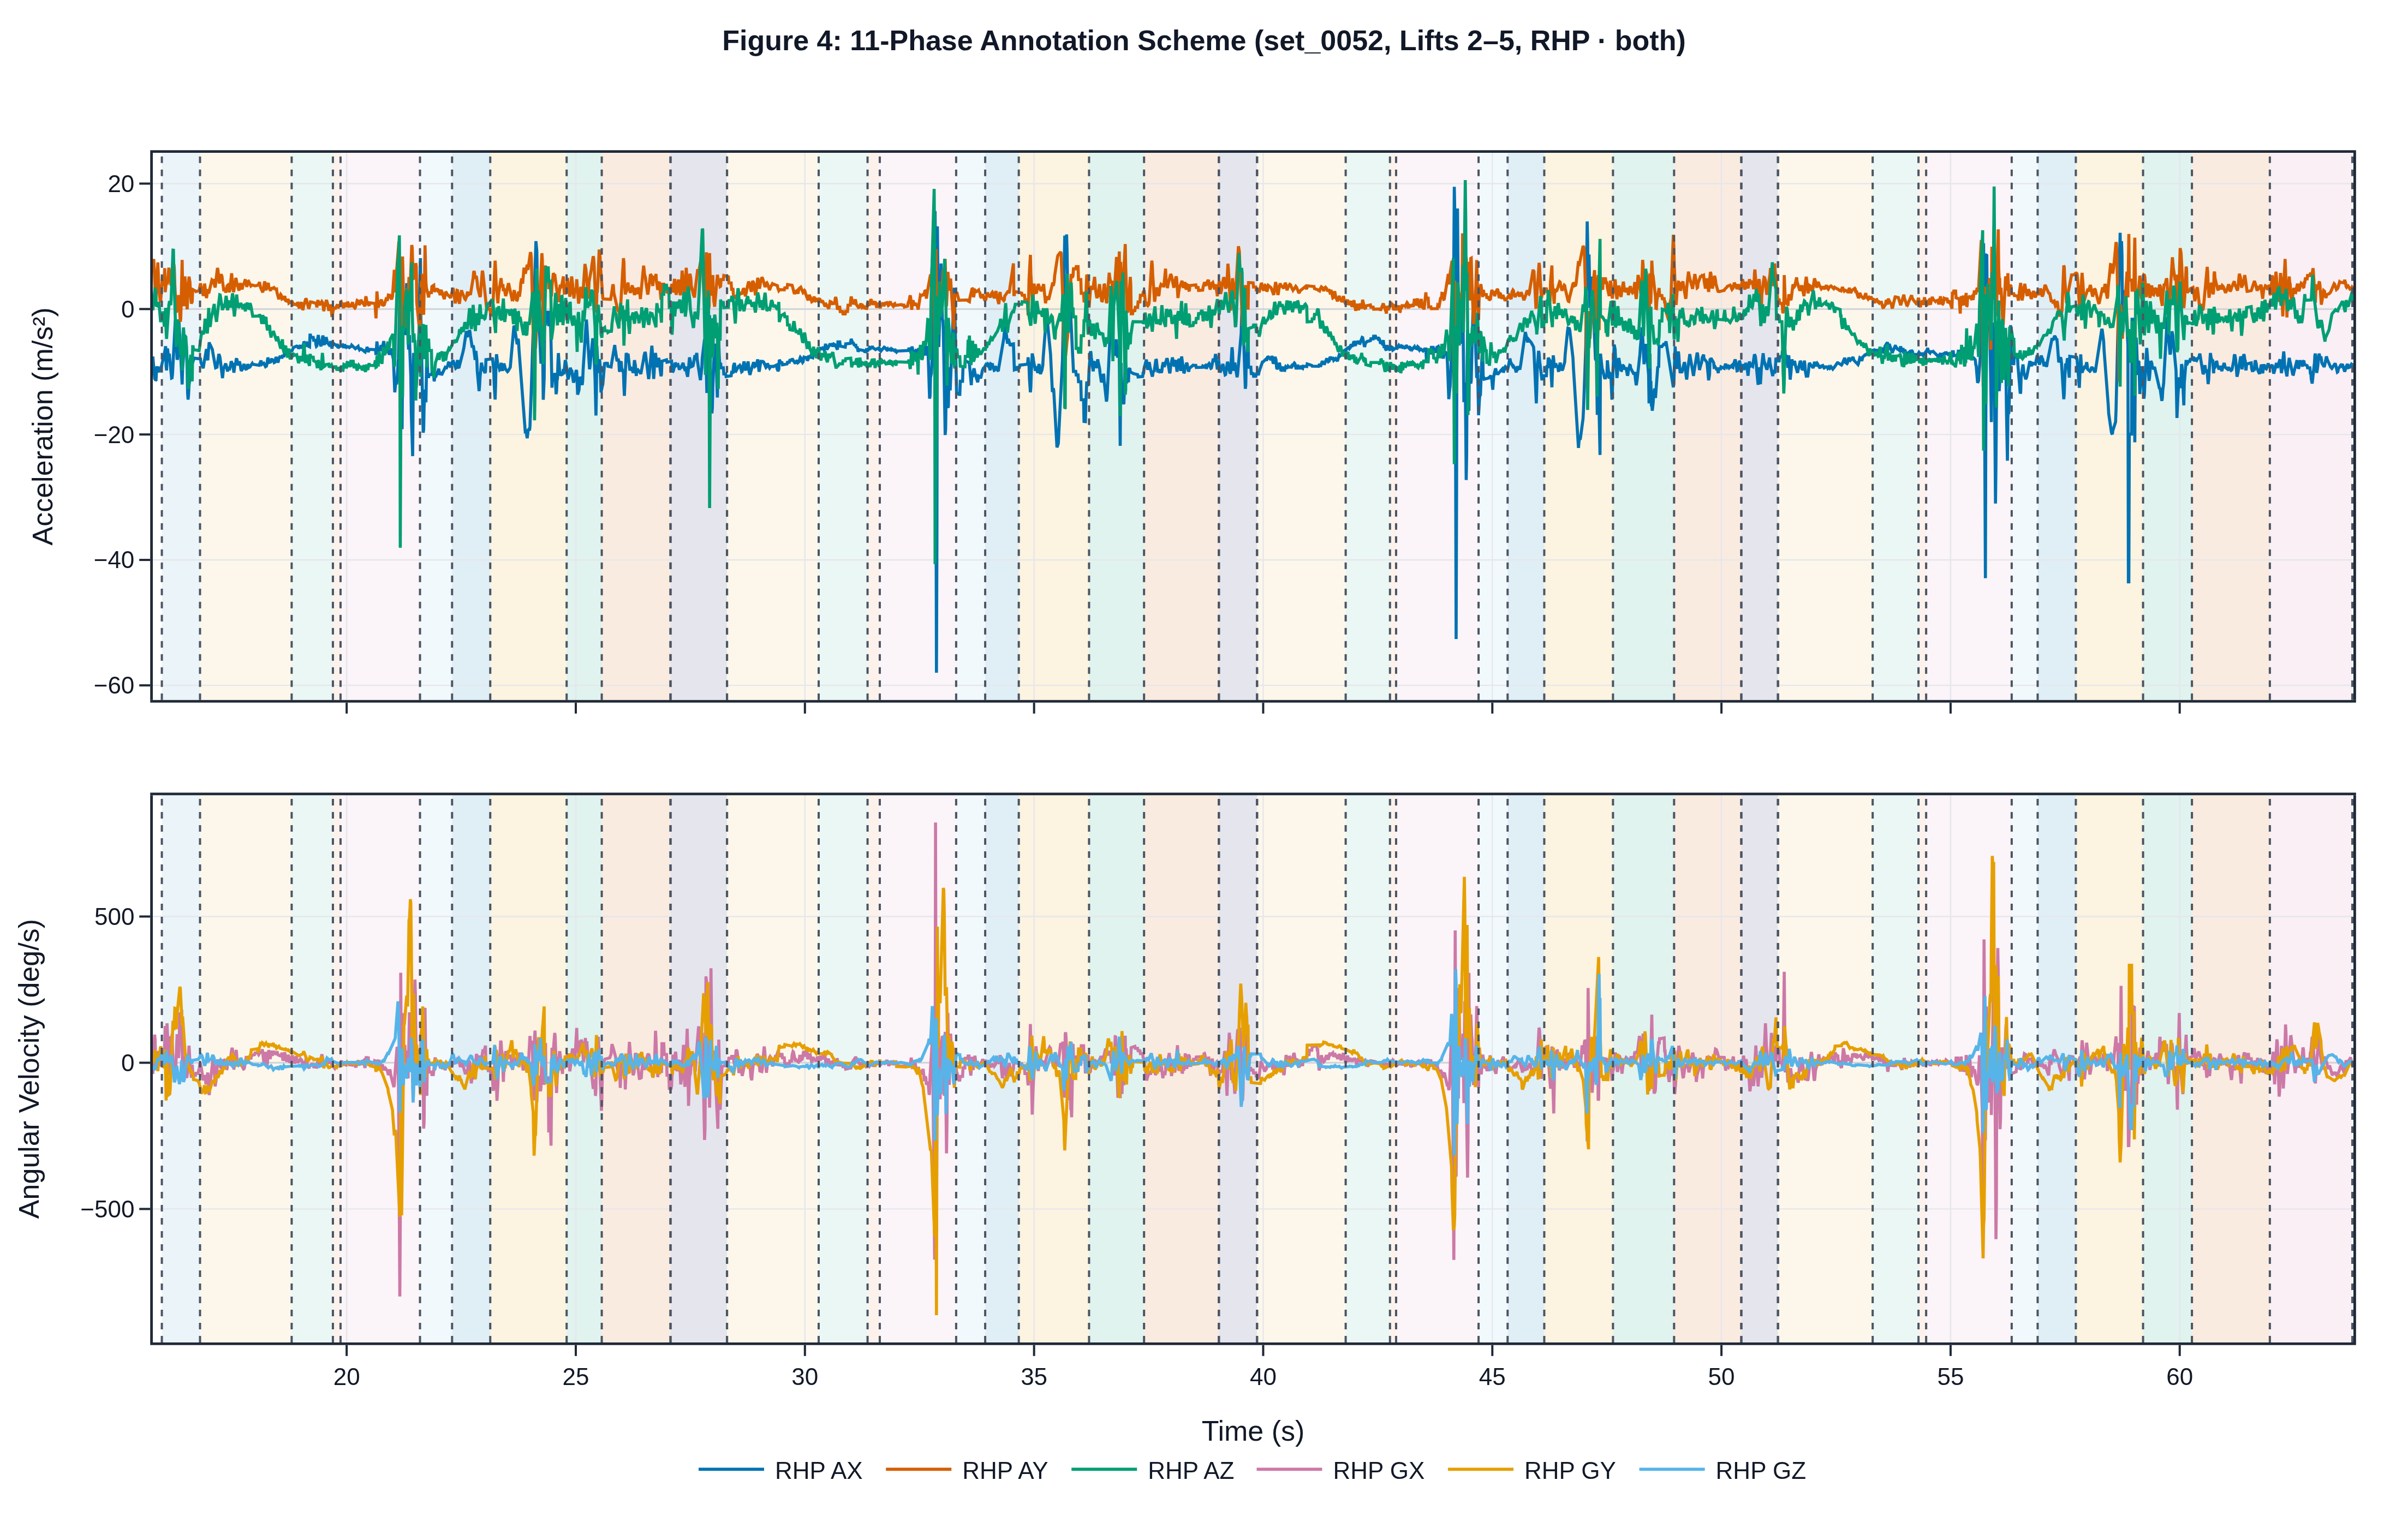 Figure 4: 11-Phase Annotation Scheme (set_0052, Lifts 2–5, RHP · both)
20
0
−20
−40
−60
Acceleration (m/s²)
500
0
−500
Angular Velocity (deg/s)
20 25 30 35 40 45 50 55 60
Time (s)
RHP AX RHP AY RHP AZ RHP GX RHP GY RHP GZ